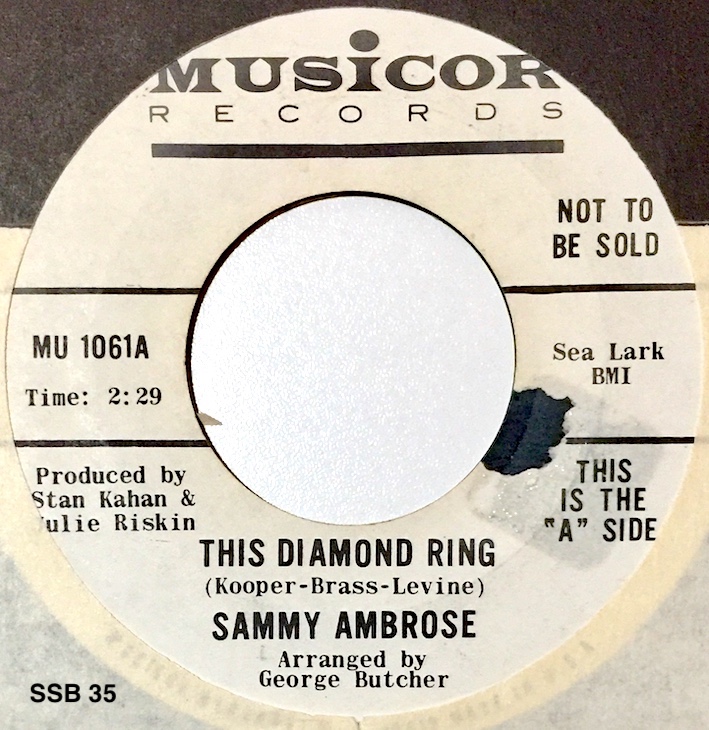 MUSiCOR
RECORDS
NOT TO
BE SOLD
MU 1061A
Time: 2:29
Sea Lark
BMI
Produced by
Stan Kahan &
ulie Riskin
THIS
IS THE
"A" SIDE
THIS DIAMOND RING
(Kooper-Brass-Levine)
SAMMY AMBROSE
Arranged by
George Butcher
SSB 35